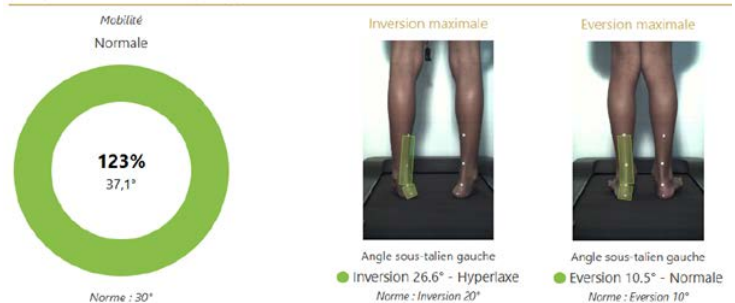 Mobilité
Normale
123%
37,1°
Norme : 30°
Inversion maximale
Angle sous-talien gauche
Inversion 26.6° - Hyperlaxe
Norme : Inversion 20°
Eversion maximale
Angle sous-talien gauche
Eversion 10.5° - Normale
Norme : Eversion 10°